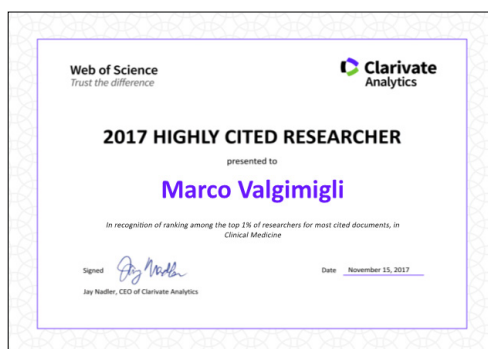 Web of Science
Trust the difference
Clarivate
Analytics
2017 HIGHLY CITED RESEARCHER
presented to
Marco Valgimigli
In recognition of ranking among the top 1% of researchers for most cited documents, in
Clinical Medicine
Signed Jay Nadler
Date November 15, 2017
Jay Nadler, CEO of Clarivate Analytics